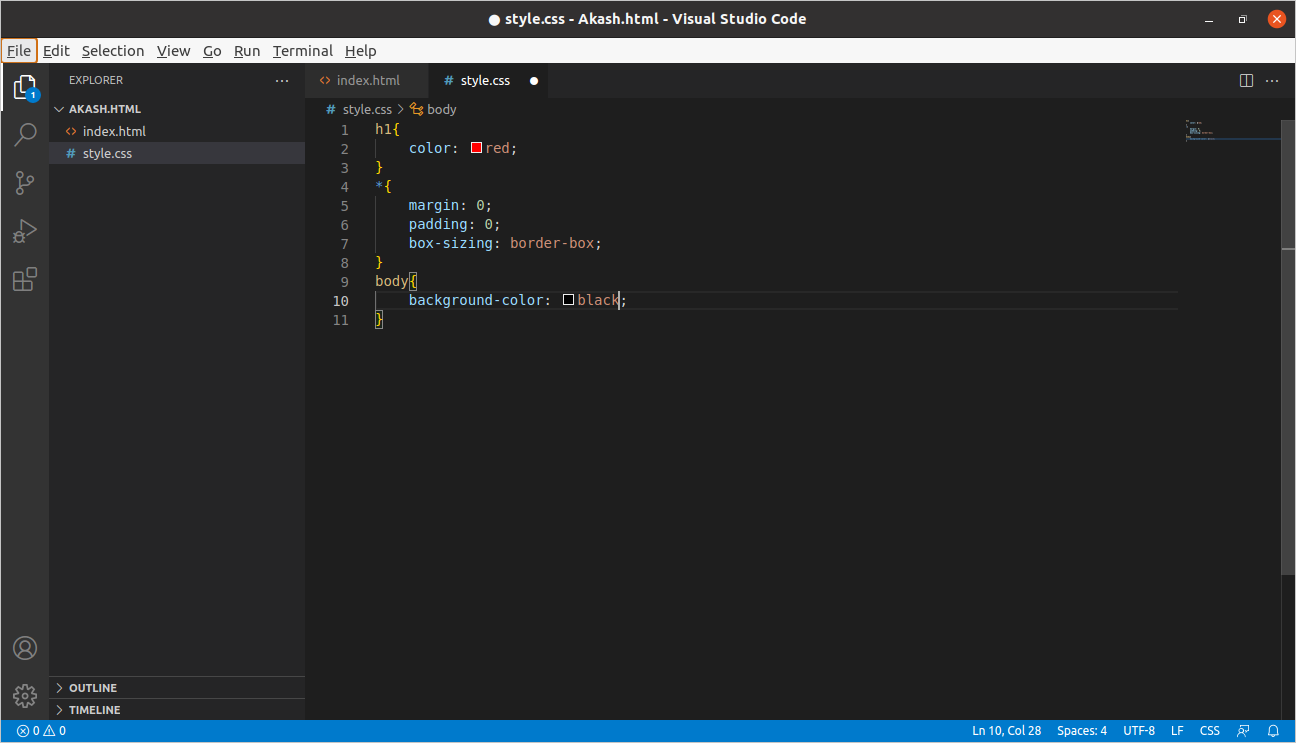 ● style.css - Akash.html - Visual Studio Code
File Edit Selection View Go Run Terminal Help
EXPLORER ···
AKASH.HTML
<> index.html
# style.css
OUTLINE
TIMELINE
1
<> index.html # style.css ●
# style.css > body
1 h1{
2 color: red;
3 }
4 *{
5 margin: 0;
6 padding: 0;
7 box-sizing: border-box;
8 }
9 body{
10 background-color: black;
11 }
0 0 Ln 10, Col 28 Spaces: 4 UTF-8 LF CSS